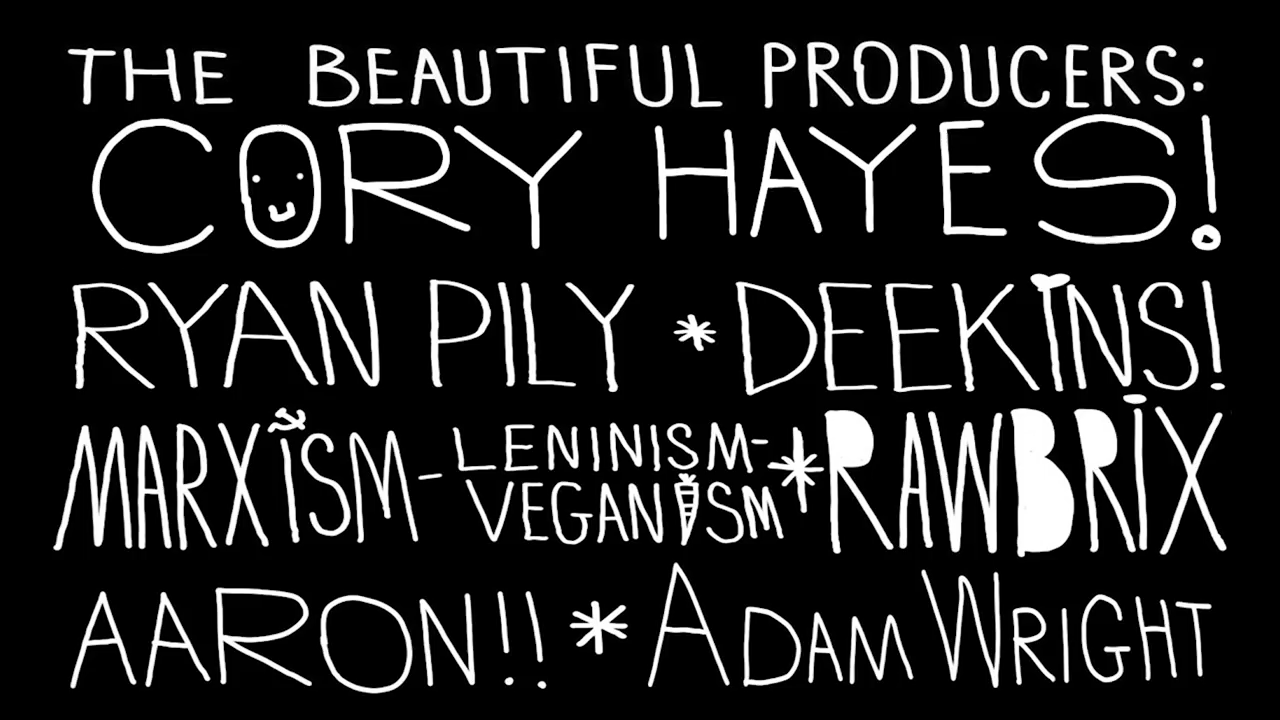 THE BEAUTIFUL PRODUCERS:
CORY HAYES!
RYAN PILY * DEEKINS!
MARXISM-LENINISM-VEGANISM * RAWBRIX
AARON!! * ADAM WRIGHT